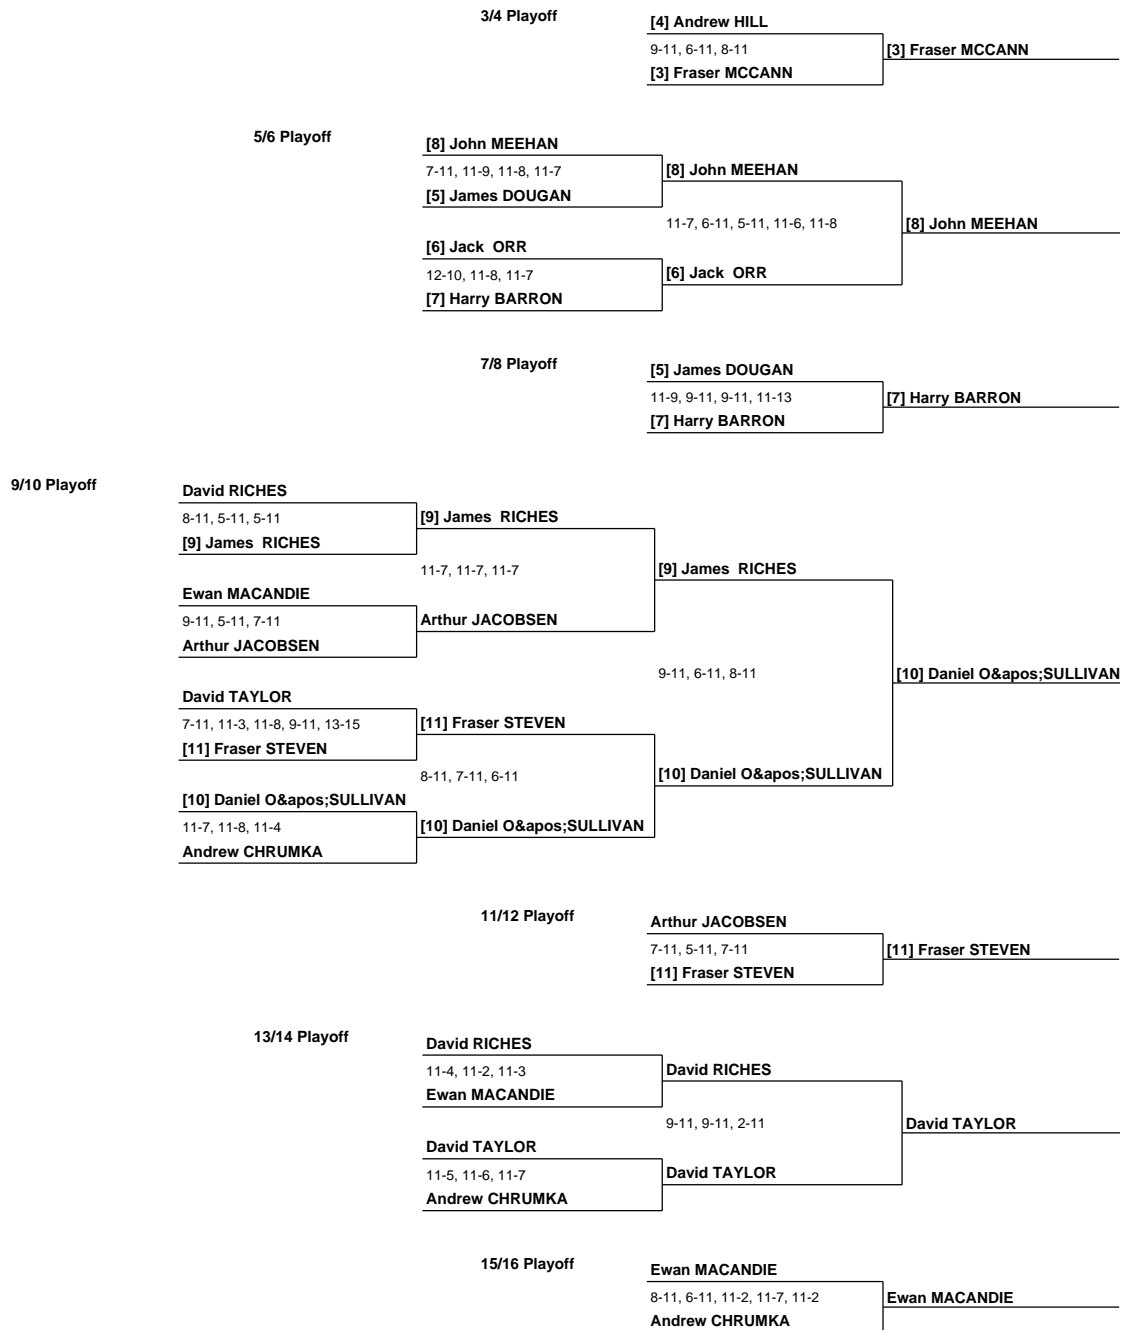 3/4 Playoff
[4] Andrew HILL
9-11, 6-11, 8-11
[3] Fraser MCCANN
[3] Fraser MCCANN
5/6 Playoff
[8] John MEEHAN
7-11, 11-9, 11-8, 11-7
[8] John MEEHAN
[5] James DOUGAN
11-7, 6-11, 5-11, 11-6, 11-8
[8] John MEEHAN
[6] Jack  ORR
12-10, 11-8, 11-7
[6] Jack  ORR
[7] Harry BARRON
7/8 Playoff
[5] James DOUGAN
11-9, 9-11, 9-11, 11-13
[7] Harry BARRON
[7] Harry BARRON
9/10 Playoff
David RICHES
8-11, 5-11, 5-11
[9] James  RICHES
[9] James  RICHES
11-7, 11-7, 11-7
[9] James  RICHES
Ewan MACANDIE
9-11, 5-11, 7-11
Arthur JACOBSEN
Arthur JACOBSEN
9-11, 6-11, 8-11
[10] Daniel O&apos;SULLIVAN
David TAYLOR
7-11, 11-3, 11-8, 9-11, 13-15
[11] Fraser STEVEN
[11] Fraser STEVEN
8-11, 7-11, 6-11
[10] Daniel O&apos;SULLIVAN
[10] Daniel O&apos;SULLIVAN
11-7, 11-8, 11-4
[10] Daniel O&apos;SULLIVAN
Andrew CHRUMKA
11/12 Playoff
Arthur JACOBSEN
7-11, 5-11, 7-11
[11] Fraser STEVEN
[11] Fraser STEVEN
13/14 Playoff
David RICHES
11-4, 11-2, 11-3
David RICHES
Ewan MACANDIE
9-11, 9-11, 2-11
David TAYLOR
David TAYLOR
11-5, 11-6, 11-7
David TAYLOR
Andrew CHRUMKA
15/16 Playoff
Ewan MACANDIE
8-11, 6-11, 11-2, 11-7, 11-2
Ewan MACANDIE
Andrew CHRUMKA